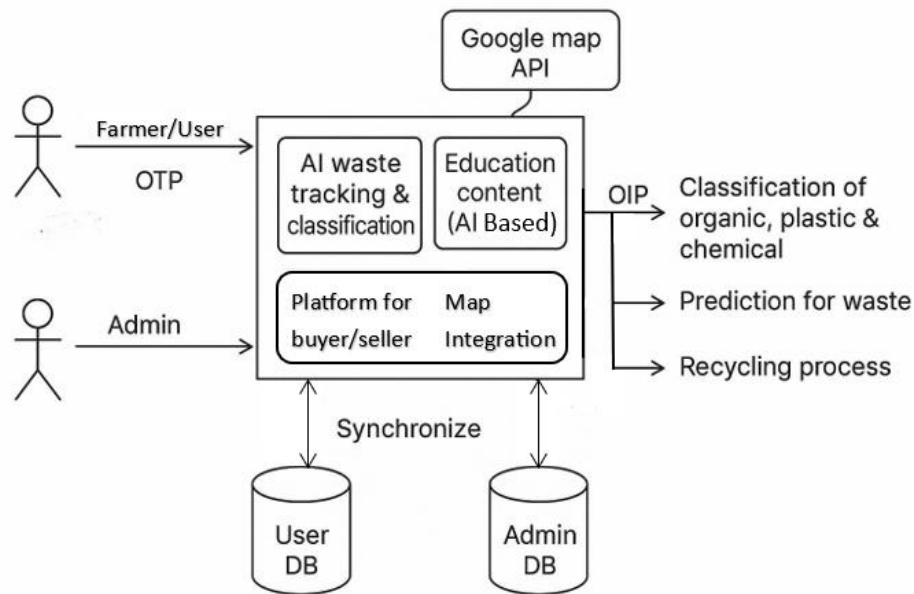 Google map
API
Farmer/User
OTP
AI waste
tracking &
classification
Education
content
(AI Based)
OIP
Classification of
organic, plastic &
chemical
Platform for
buyer/seller
Map
Integration
Prediction for waste
Admin
Recycling process
Synchronize
User
DB
Admin
DB